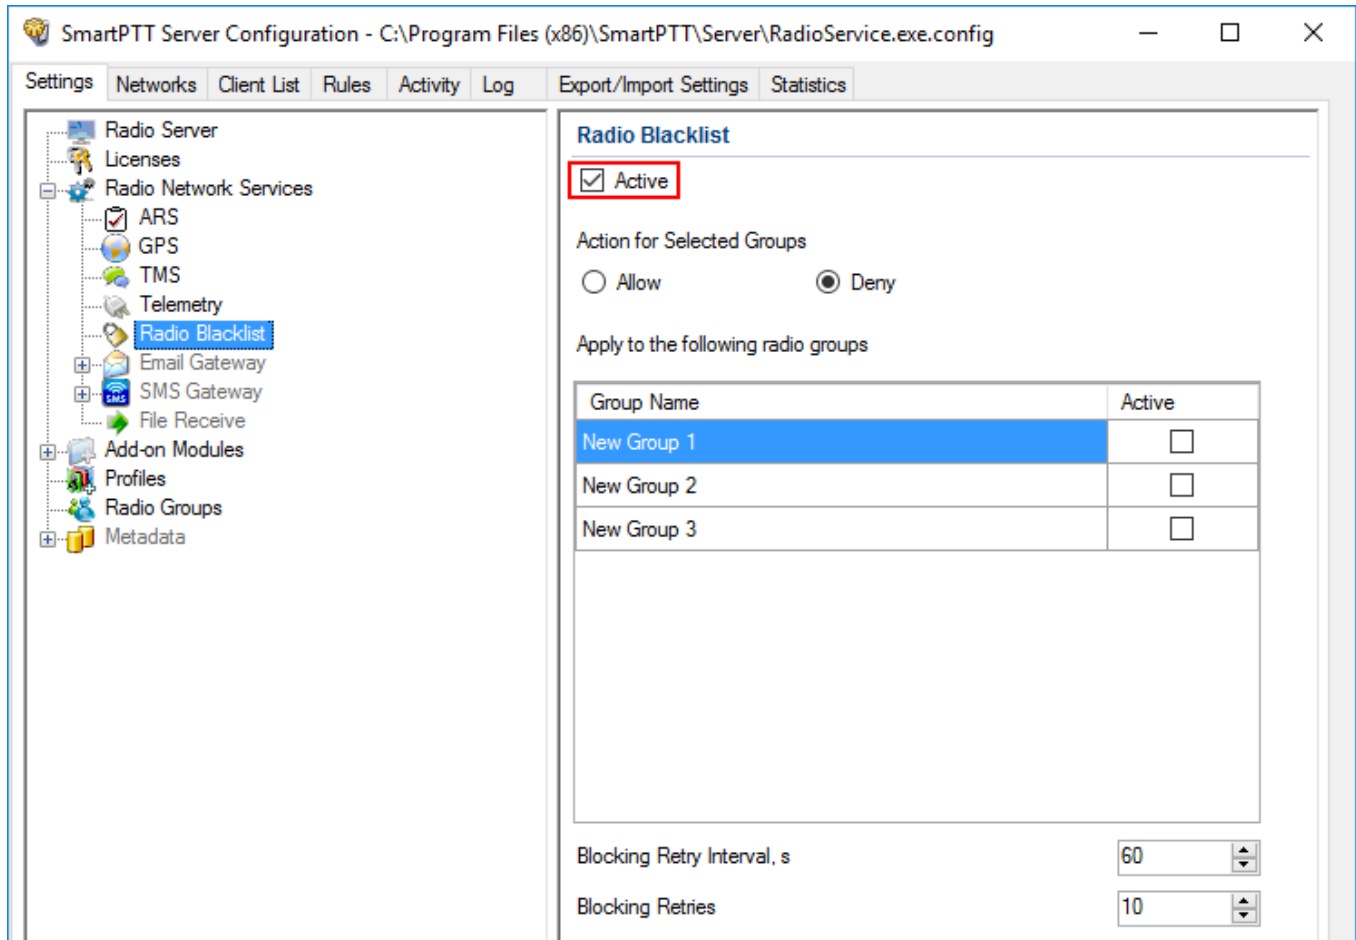 SmartPTT Server Configuration - C:\Program Files (x86)\SmartPTT\Server\RadioService.exe.config
Settings Networks Client List Rules Activity Log Export/Import Settings Statistics
Radio Server
Licenses
Radio Network Services
ARS
GPS
TMS
Telemetry
Radio Blacklist
Email Gateway
SMS
SMS Gateway
File Receive
Add-on Modules
Profiles
Radio Groups
Metadata
Radio Blacklist
Active
Action for Selected Groups
Allow Deny
Apply to the following radio groups
Group Name Active
New Group 1
New Group 2
New Group 3
Blocking Retry Interval, s 60
Blocking Retries 10